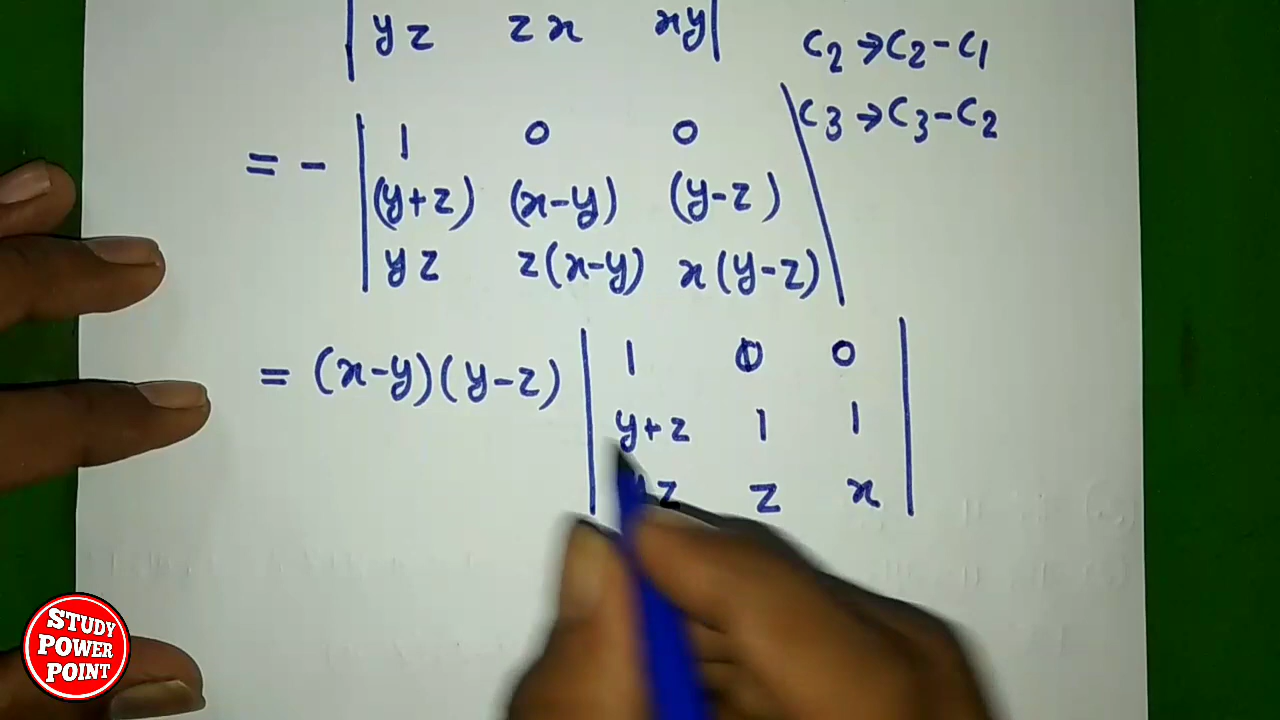 | yz zx xy |
C₂→C₂-C₁
C₃→C₃-C₂
= - | 1 0 0 |
| (y+z) (x-y) (y-z) |
| yz z(x-y) x(y-z) |
= (x-y)(y-z) | 1 0 0 |
| y+z 1 1 |
| z z x |
STUDY
POWER
POINT